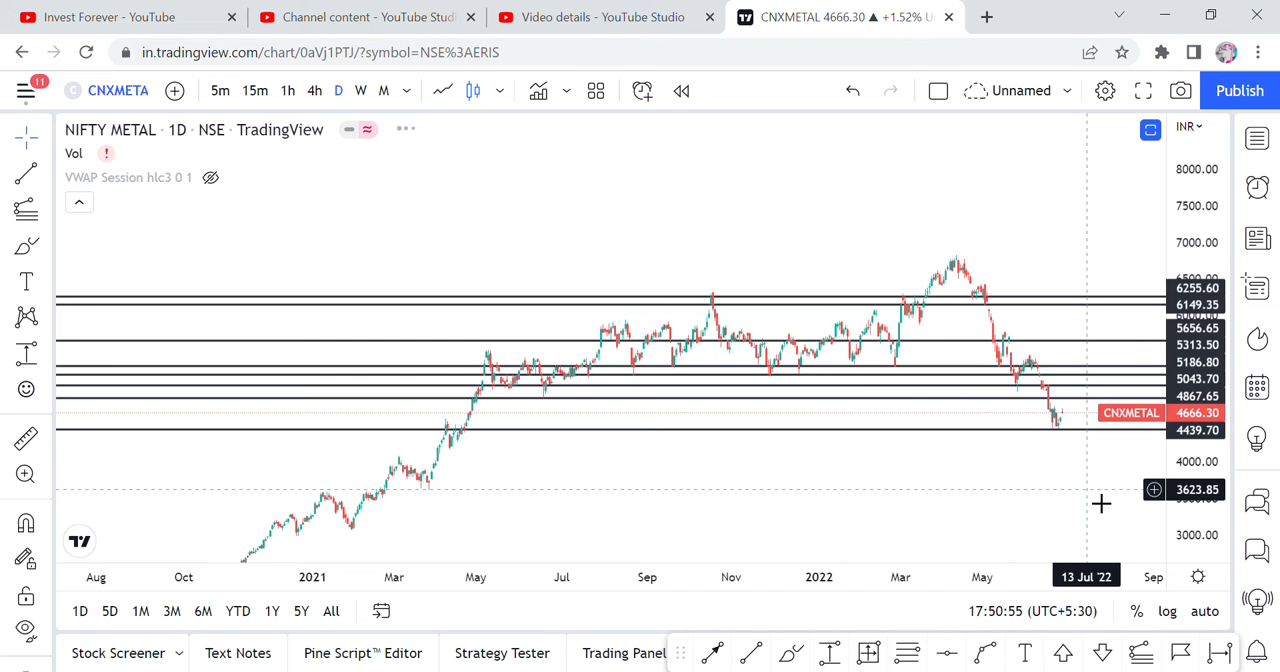 Invest Forever - YouTube
Channel content - YouTube Studi
Video details - YouTube Studio
CNXMETAL 4666.30 ▲ +1.52% U
in.tradingview.com/chart/0aVj1PTJ/?symbol=NSE%3AERIS
11
CNXMETA 5m 15m 1h 4h D W M Unnamed Publish
NIFTY METAL · 1D · NSE · TradingView
Vol !
VWAP Session hlc3 0 1
INR
8000.00
7500.00
7000.00
6500.00
6255.60
6149.35
5656.65
5313.50
5186.80
5043.70
4867.65
CNXMETAL 4666.30
4439.70
4000.00
3623.85
3000.00
Aug Oct 2021 Mar May Jul Sep Nov 2022 Mar May 13 Jul '22 Sep
1D 5D 1M 3M 6M YTD 1Y 5Y All 17:50:55 (UTC+5:30) % log auto
Stock Screener Text Notes Pine Script™ Editor Strategy Tester Trading Panel